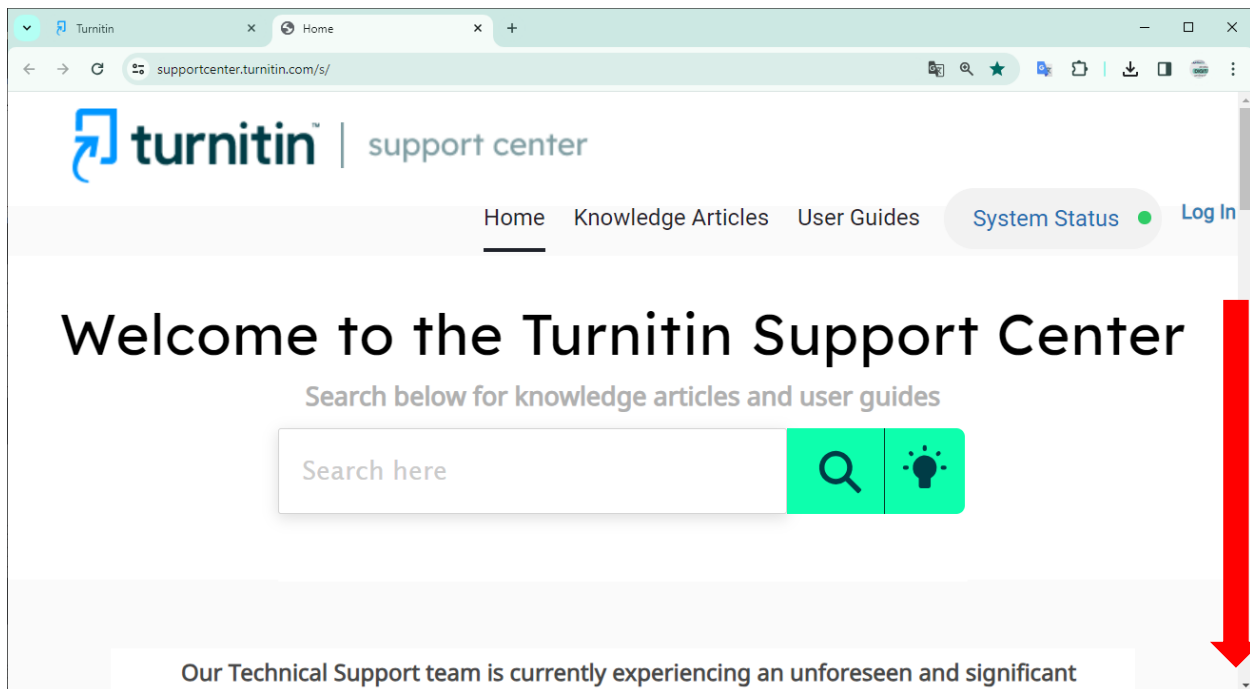 Turnitin
Home
supportcenter.turnitin.com/s/
turnitin™ | support center
Home Knowledge Articles User Guides System Status Log In
Welcome to the Turnitin Support Center
Search below for knowledge articles and user guides
Search here
Our Technical Support team is currently experiencing an unforeseen and significant